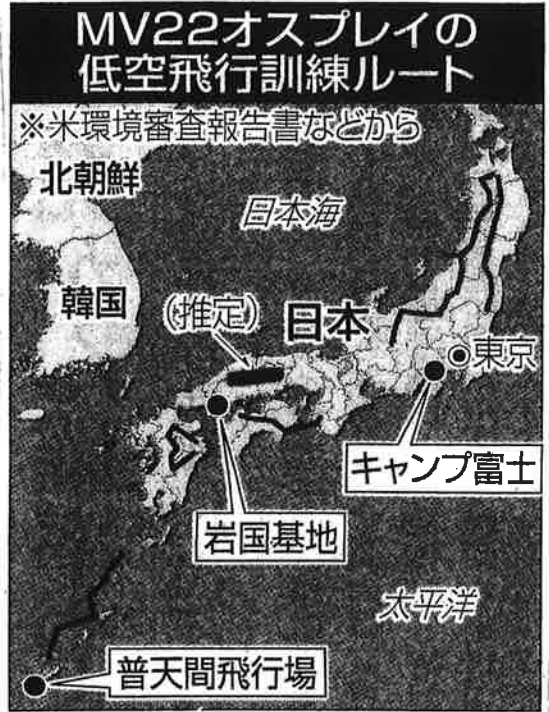 MV22オスプレイの
低空飛行訓練ルート
※米環境審査報告書などから
北朝鮮
日本海
韓国
(推定)
日本
東京
キャンプ富士
岩国基地
太平洋
普天間飛行場